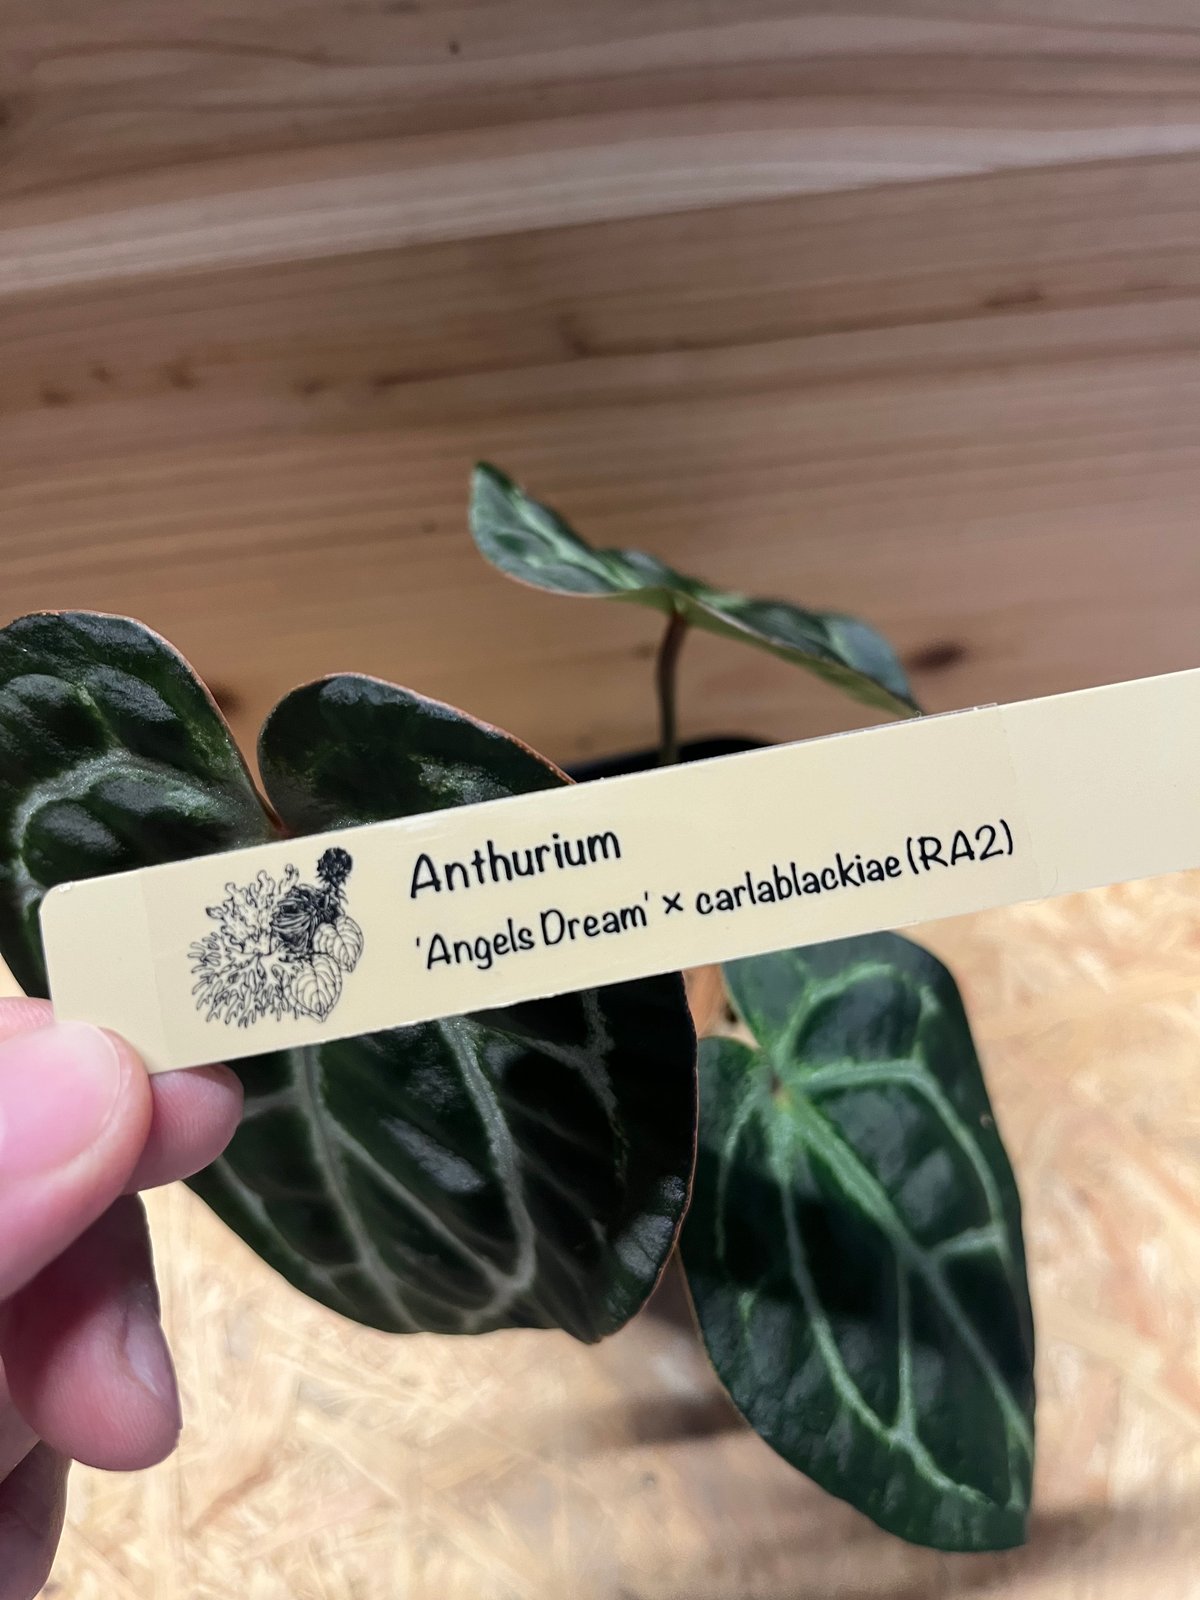 Anthurium
'Angels Dream' × carlablackiae (RA2)